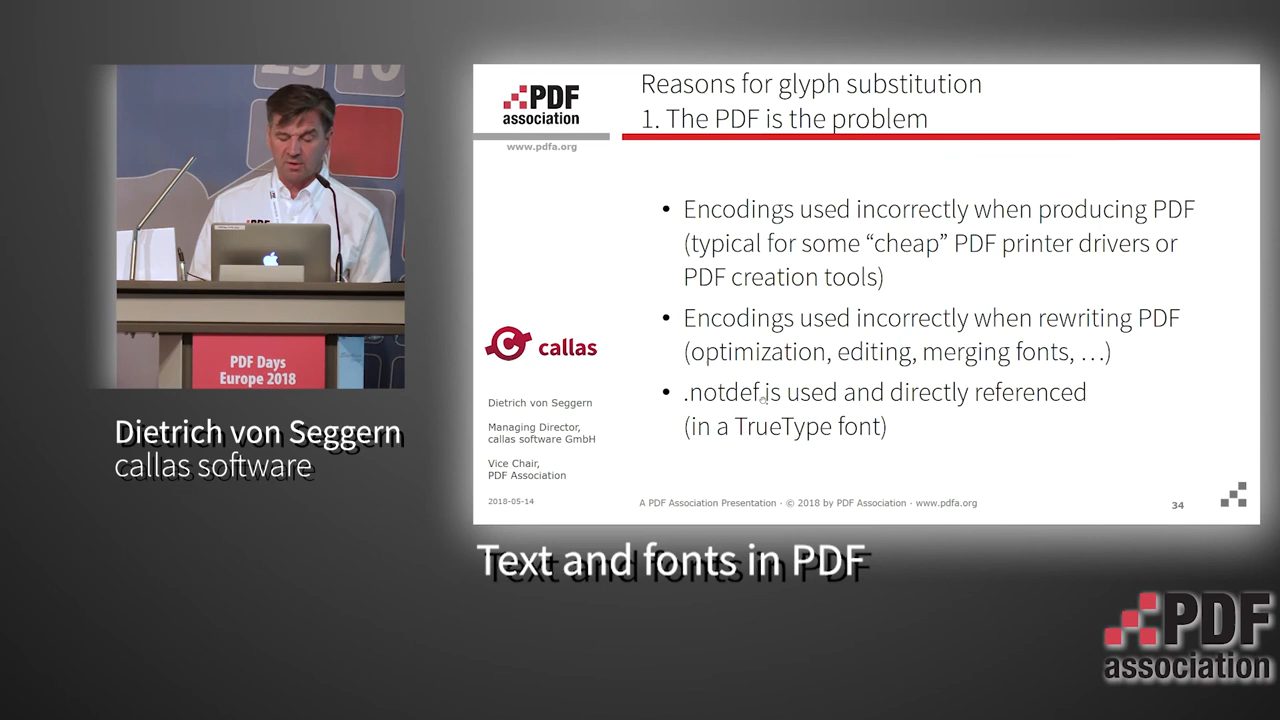 PDF Days
Europe 2018
Dietrich von Seggern
callas software
PDF
association
www.pdfa.org
Reasons for glyph substitution
1. The PDF is the problem
• Encodings used incorrectly when producing PDF
(typical for some “cheap” PDF printer drivers or
PDF creation tools)
• Encodings used incorrectly when rewriting PDF
(optimization, editing, merging fonts, …)
• .notdef is used and directly referenced
(in a TrueType font)
callas
Dietrich von Seggern
Managing Director,
callas software GmbH
Vice Chair,
PDF Association
2018-05-14
A PDF Association Presentation · © 2018 by PDF Association · www.pdfa.org
34
Text and fonts in PDF
PDF
association